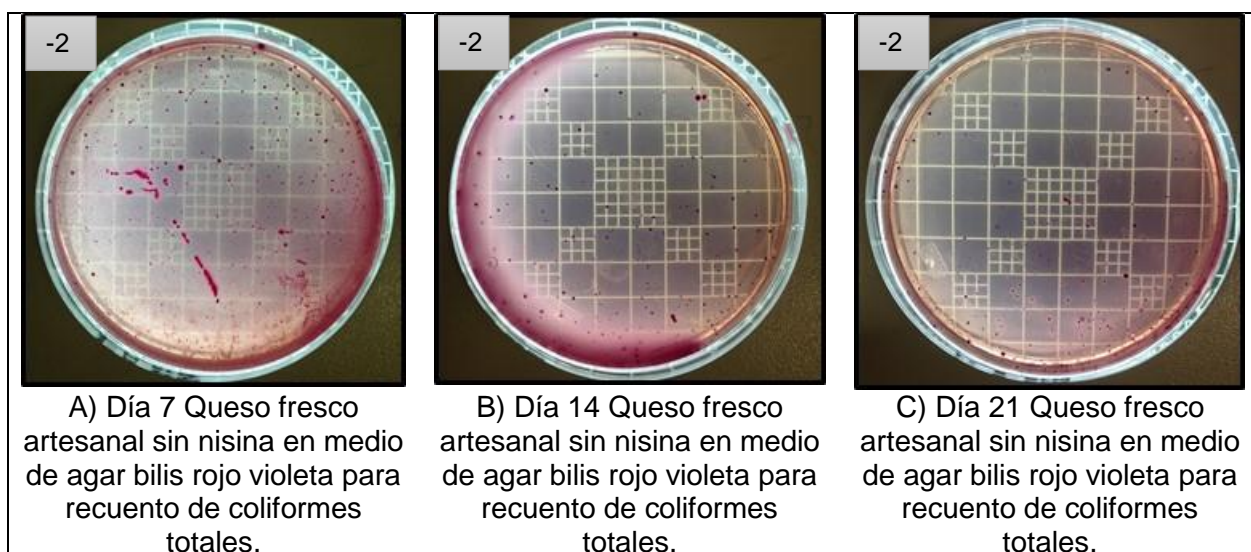 -2
-2
-2
A) Día 7 Queso fresco
artesanal sin nisina en medio
de agar bilis rojo violeta para
recuento de coliformes
totales.
B) Día 14 Queso fresco
artesanal sin nisina en medio
de agar bilis rojo violeta para
recuento de coliformes
totales.
C) Día 21 Queso fresco
artesanal sin nisina en medio
de agar bilis rojo violeta para
recuento de coliformes
totales.